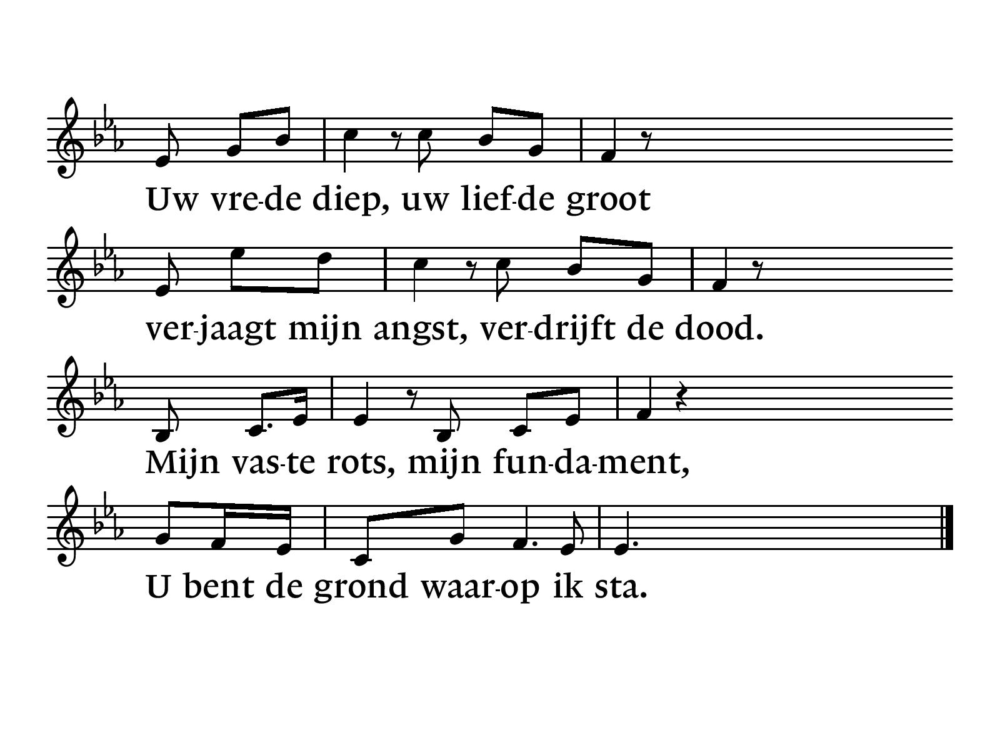 Uw vre-de diep, uw lief-de groot
ver-jaagt mijn angst, ver-drijft de dood.
Mijn vas-te rots, mijn fun-da-ment,
U bent de grond waar-op ik sta.